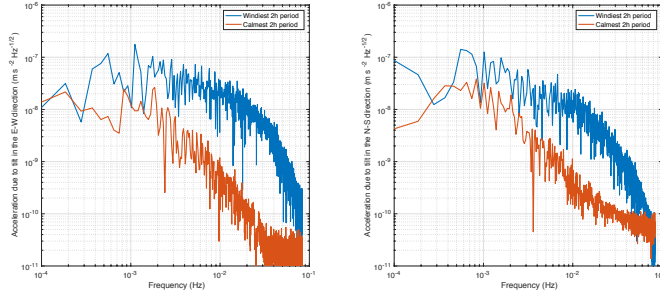 Windiest 2h period
Calmest 2h period
Acceleration due to tilt in the E-W direction (m s -2 Hz-1/2)
10-6
10-7
10-8
10-9
10-10
10-11
10-4
10-3
10-2
10-1
Frequency (Hz)
Windiest 2h period
Calmest 2h period
Acceleration due to tilt in the N-S direction (m s -2 Hz-1/2)
10-6
10-7
10-8
10-9
10-10
10-11
10-4
10-3
10-2
Frequency (Hz)